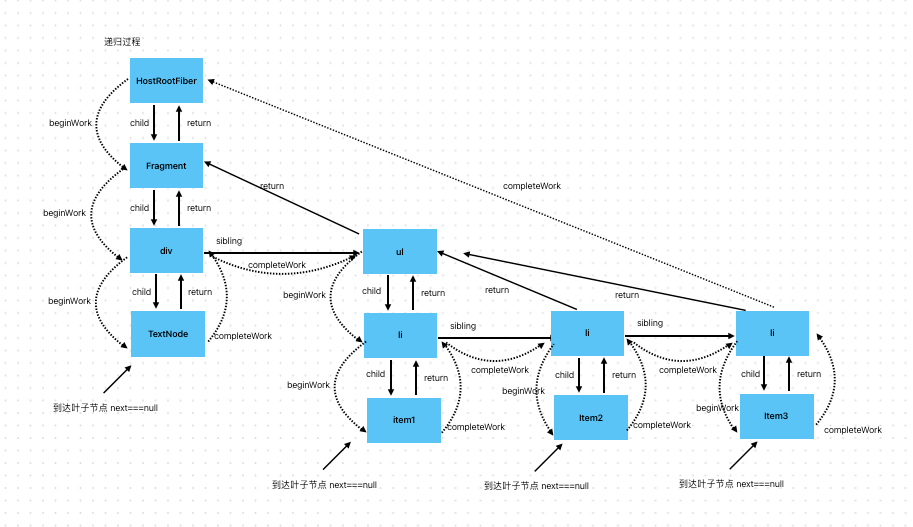 递归过程
HostRootFiber
beginWork
child
return
Fragment
return
completeWork
beginWork
child
return
div
sibling
completeWork
ul
beginWork
child
return
TextNode
completeWork
到达叶子节点 next===null
beginWork
child
return
return
return
li
sibling
completeWork
li
sibling
completeWork
li
beginWork
child
return
item1
completeWork
到达叶子节点 next===null
beginWork
child
return
Item2
completeWork
到达叶子节点 next===null
beginWork
child
return
Item3
completeWork
到达叶子节点 next===null